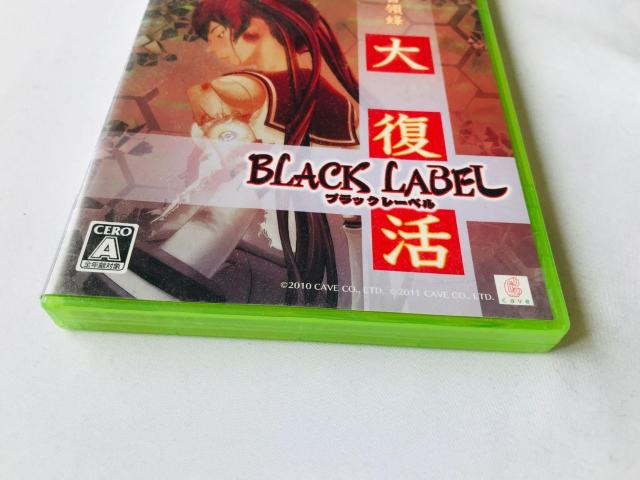 大
復
活
BLACK LABEL
ブラックレーベル
CERO
A
全年齢対象
©2010 CAVE CO., LTD. ©2011 CAVE CO., LTD.
cave